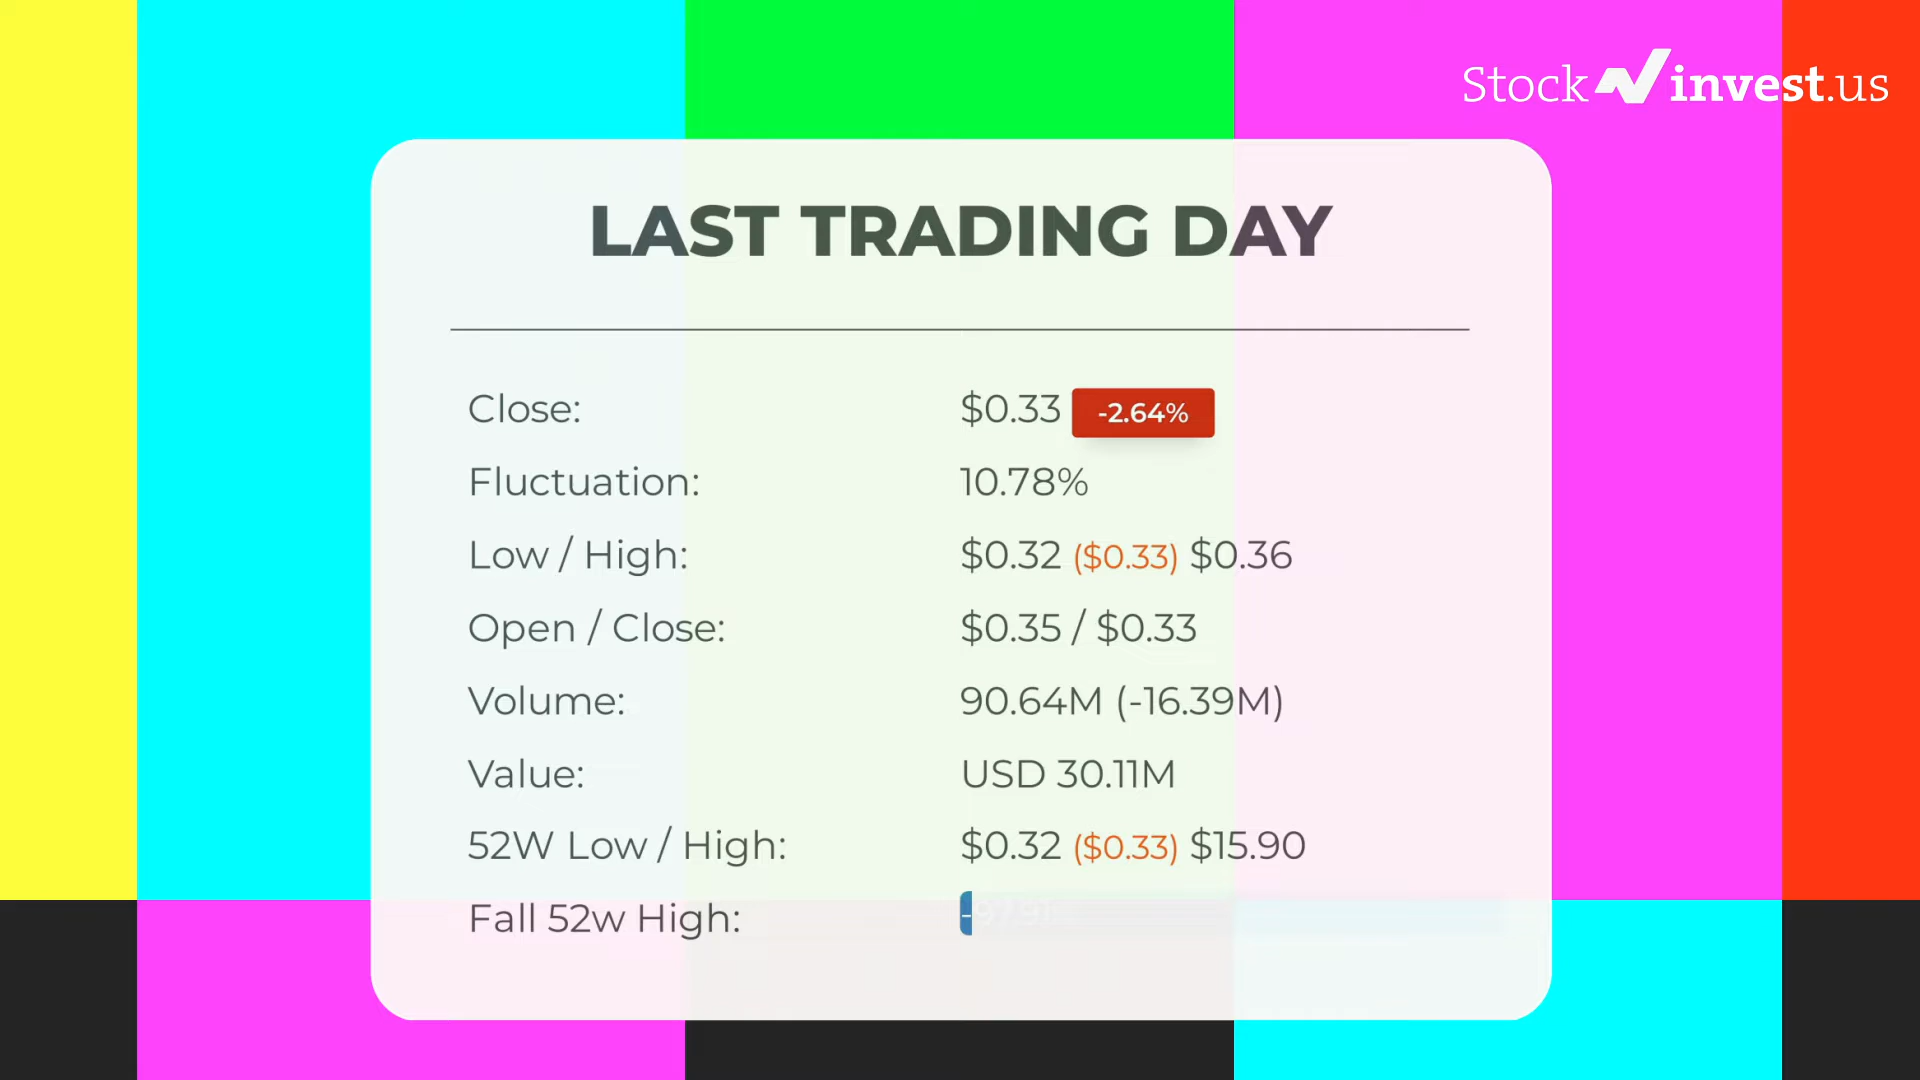 Stock invest.us
LAST TRADING DAY
Close: $0.33 -2.64%
Fluctuation: 10.78%
Low / High: $0.32 ($0.33) $0.36
Open / Close: $0.35 / $0.33
Volume: 90.64M (-16.39M)
Value: USD 30.11M
52W Low / High: $0.32 ($0.33) $15.90
Fall 52w High: